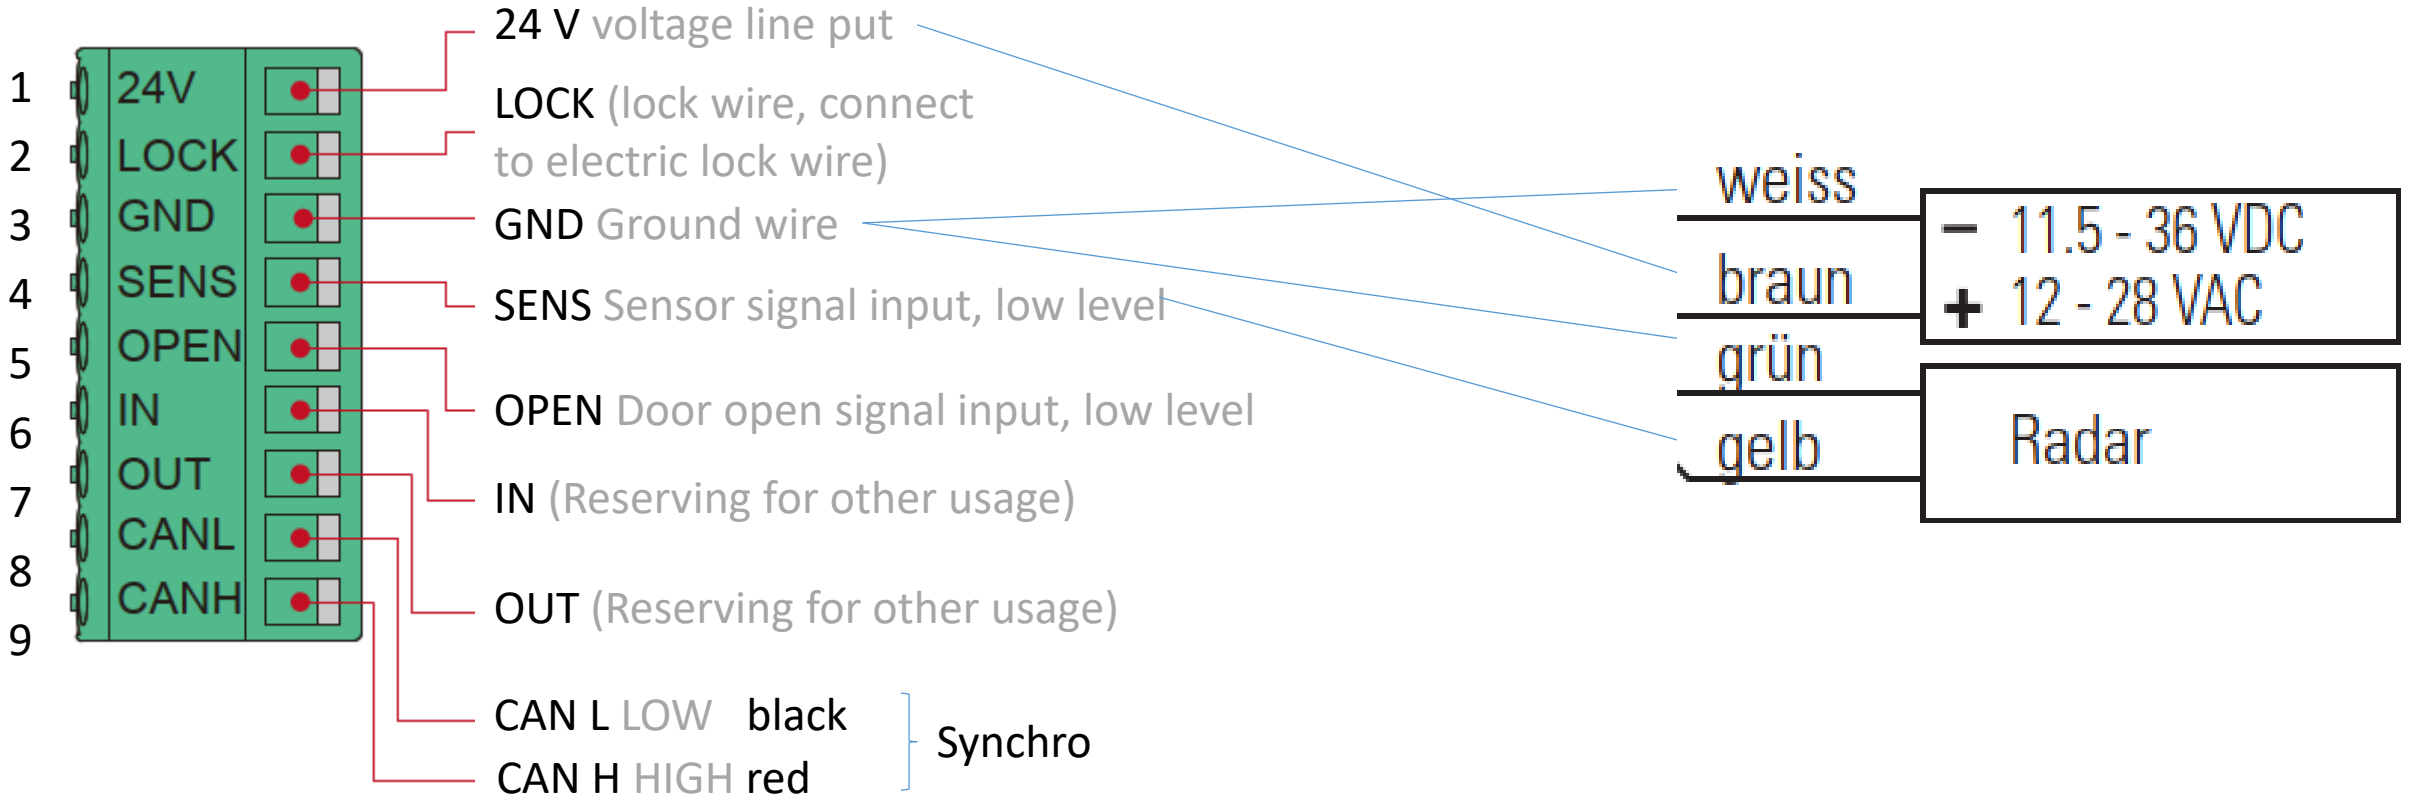 1
2
3
4
5
6
7
8
9
24V
LOCK
GND
SENS
OPEN
IN
OUT
CANL
CANH
24 V voltage line put
LOCK (lock wire, connect
to electric lock wire)
GND Ground wire
SENS Sensor signal input, low level
OPEN Door open signal input, low level
IN (Reserving for other usage)
OUT (Reserving for other usage)
CAN L LOW black
CAN H HIGH red
Synchro
weiss
braun
grün
gelb
– 11.5 - 36 VDC
+ 12 - 28 VAC
Radar